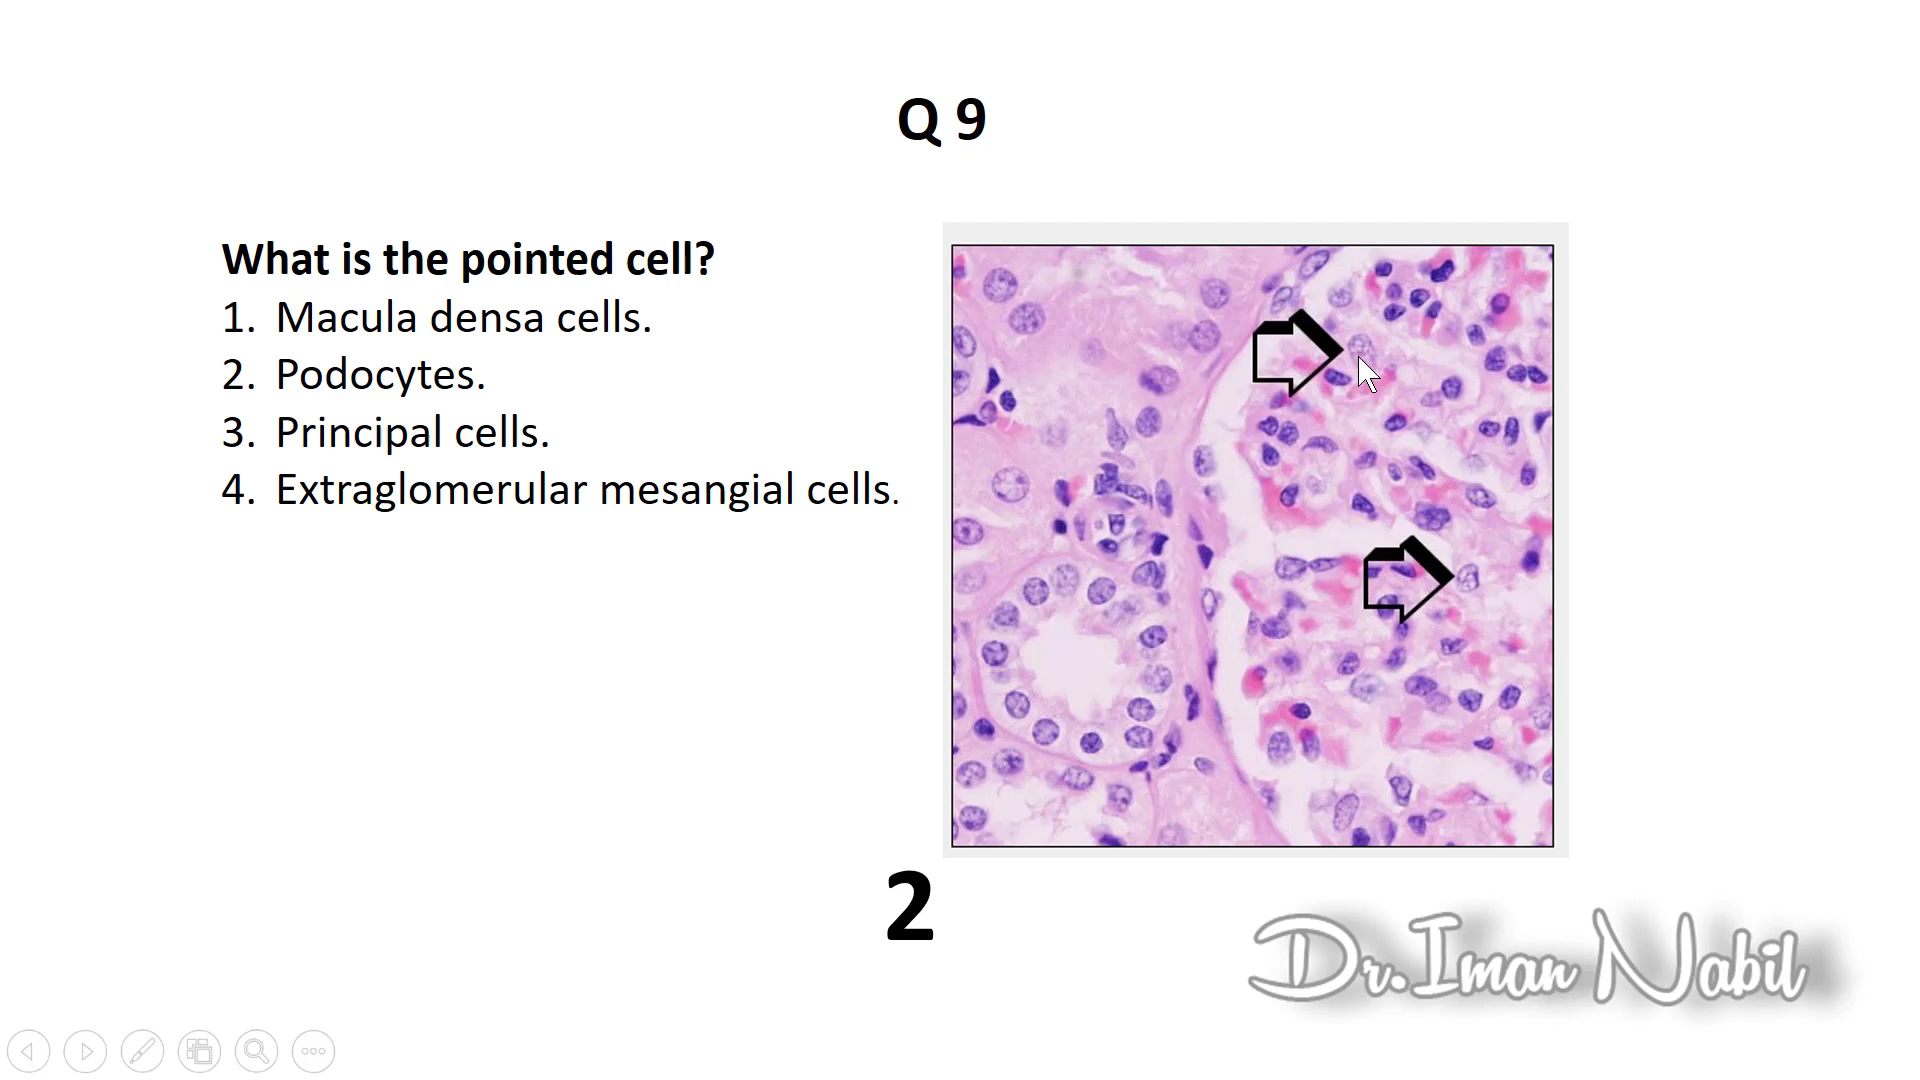 Q 9
What is the pointed cell?
1. Macula densa cells.
2. Podocytes.
3. Principal cells.
4. Extraglomerular mesangial cells.
2
Dr.Iman Nabil